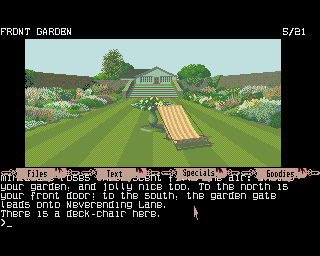 FRONT GARDEN 5/21
Files Text Specials Goodies
your garden; and jolly nice too. To the north is
your front door; to the south; the garden gate
leads onto Neverending Lane.
There is a deck-chair here.
>_